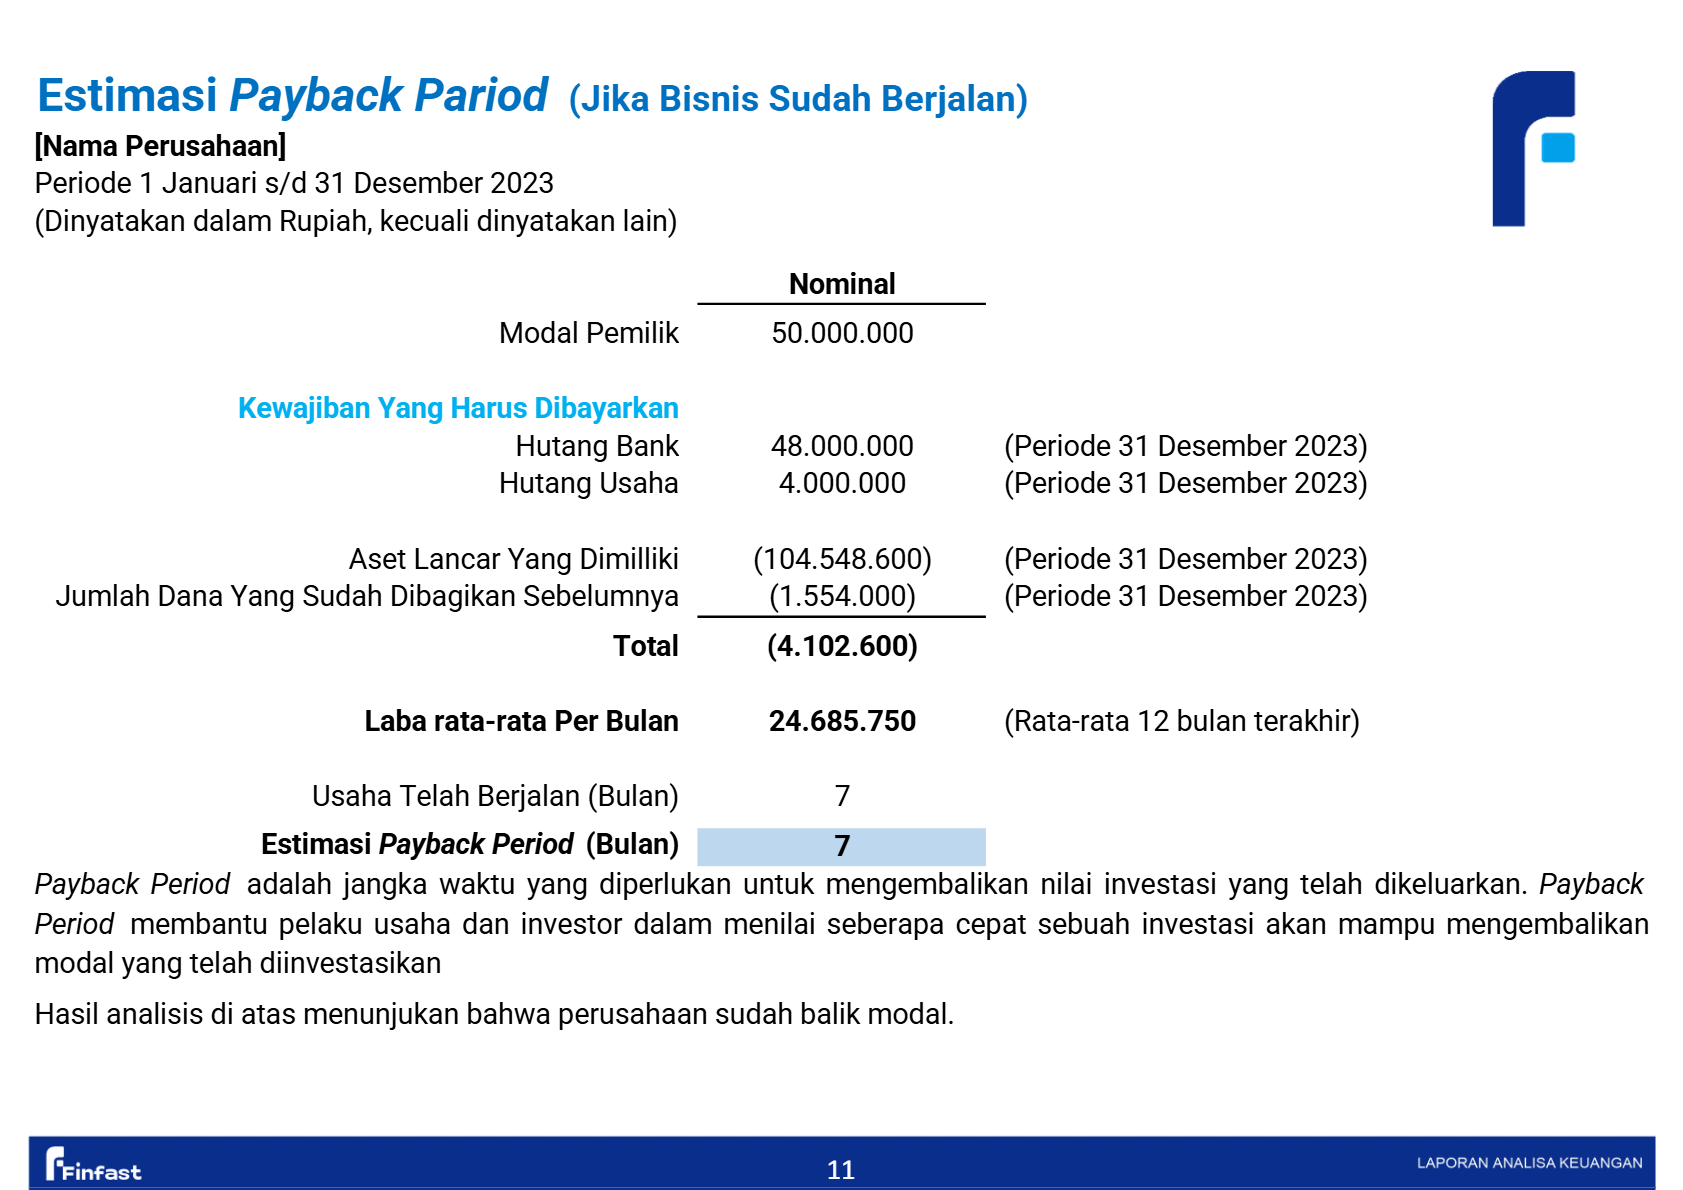 Estimasi Payback Pariod (Jika Bisnis Sudah Berjalan)
[Nama Perusahaan]
Periode 1 Januari s/d 31 Desember 2023
(Dinyatakan dalam Rupiah, kecuali dinyatakan lain)
Nominal
Modal Pemilik 50.000.000
Kewajiban Yang Harus Dibayarkan
Hutang Bank 48.000.000 (Periode 31 Desember 2023)
Hutang Usaha 4.000.000 (Periode 31 Desember 2023)
Aset Lancar Yang Dimilliki (104.548.600) (Periode 31 Desember 2023)
Jumlah Dana Yang Sudah Dibagikan Sebelumnya (1.554.000) (Periode 31 Desember 2023)
Total (4.102.600)
Laba rata-rata Per Bulan 24.685.750 (Rata-rata 12 bulan terakhir)
Usaha Telah Berjalan (Bulan) 7
Estimasi Payback Period (Bulan) 7
Payback Period adalah jangka waktu yang diperlukan untuk mengembalikan nilai investasi yang telah dikeluarkan. Payback
Period membantu pelaku usaha dan investor dalam menilai seberapa cepat sebuah investasi akan mampu mengembalikan
modal yang telah diinvestasikan
Hasil analisis di atas menunjukan bahwa perusahaan sudah balik modal.
Finfast 11 LAPORAN ANALISA KEUANGAN